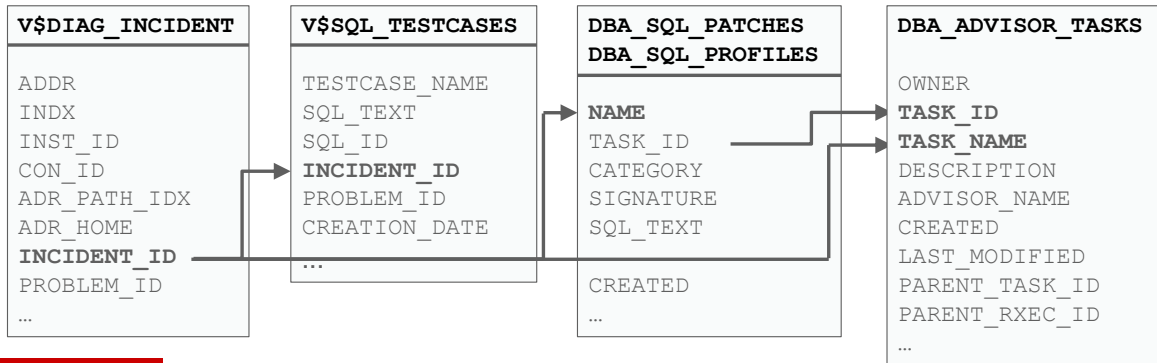 V$DIAG_INCIDENT
ADDR
INDX
INST_ID
CON_ID
ADR_PATH_IDX
ADR_HOME
INCIDENT_ID
PROBLEM_ID
…
V$SQL_TESTCASES
TESTCASE_NAME
SQL_TEXT
SQL_ID
INCIDENT_ID
PROBLEM_ID
CREATION_DATE
...
DBA_SQL_PATCHES
DBA_SQL_PROFILES
NAME
TASK_ID
CATEGORY
SIGNATURE
SQL_TEXT
CREATED
…
DBA_ADVISOR_TASKS
OWNER
TASK_ID
TASK_NAME
DESCRIPTION
ADVISOR_NAME
CREATED
LAST_MODIFIED
PARENT_TASK_ID
PARENT_RXEC_ID
…